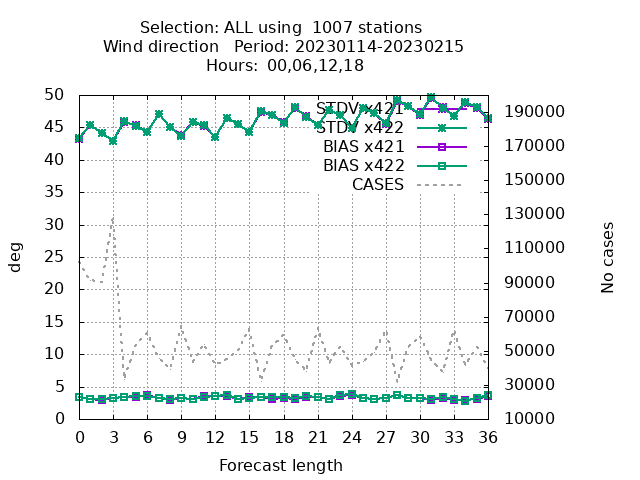 Selection: ALL using  1007 stations
Wind direction   Period: 20230114-20230215
Hours:  00,06,12,18
STDV x421
STDV x422
BIAS x421
BIAS x422
CASES
50
45
40
35
30
25
20
15
10
5
0
deg
190000
170000
150000
130000
110000
90000
70000
50000
30000
10000
No cases
0 3 6 9 12 15 18 21 24 27 30 33 36
Forecast length